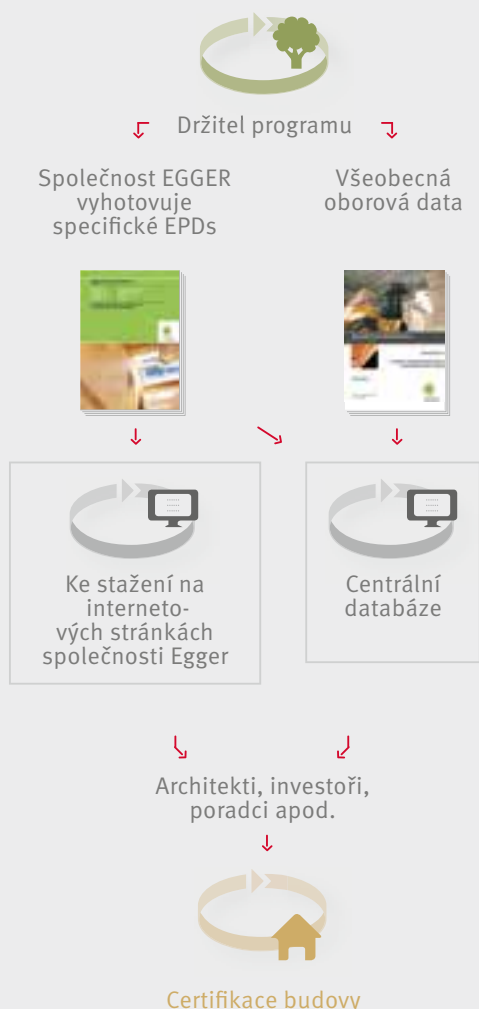 Držitel programu
Společnost EGGER
vyhotovuje
specifické EPDs
Všeobecná
oborová data
Ke stažení na
interneto-
vých stránkách
společnosti Egger
Centrální
databáze
Architekti, investoři,
poradci apod.
Certifikace budovy